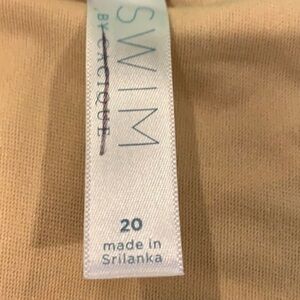 SWIM
BY CACIQUE
20
made in
Srilanka